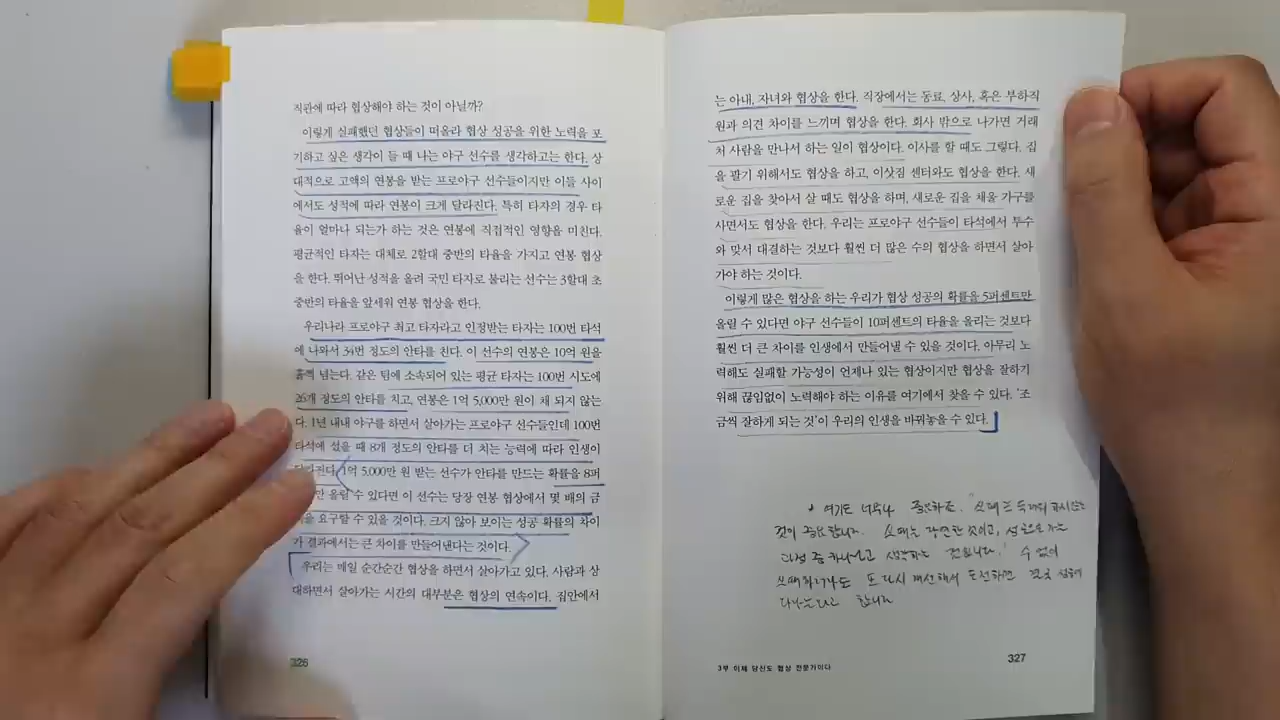 직관에 따라 협상해야 하는 것이 아닐까?
이렇게 실패했던 협상들이 떠올라 협상 성공을 위한 노력을 포
기하고 싶은 생각이 들 때 나는 야구 선수를 생각하고는 한다. 상
대적으로 고액의 연봉을 받는 프로야구 선수들이지만 이들 사이
에서도 성적에 따라 연봉이 크게 달라진다. 특히 타자의 경우 타
율이 얼마나 되는가 하는 것은 연봉에 직접적인 영향을 미친다.
평균적인 타자는 대체로 2할대 중반의 타율을 가지고 연봉 협상
을 한다. 뛰어난 성적을 올려 국민 타자로 불리는 선수는 3할대 초
중반의 타율을 앞세워 연봉 협상을 한다.
우리나라 프로야구 최고 타자라고 인정받는 타자는 100번 타석
에 나와서 34번 정도의 안타를 친다. 이 선수의 연봉은 10억 원을
훌쩍 넘는다. 같은 팀에 소속되어 있는 평균 타자는 100번 시도에
26개 정도의 안타를 치고, 연봉은 1억 5,000만 원이 채 되지 않는
다. 1년 내내 야구를 하면서 살아가는 프로야구 선수들인데 100번
타석에 섰을 때 8개 정도의 안타를 더 치는 능력에 따라 인생이
달라진다. 1억 5,000만 원 받는 선수가 안타를 만드는 확률을 8퍼
만 올릴 수 있다면 이 선수는 당장 연봉 협상에서 몇 배의 금
을 요구할 수 있을 것이다. 크지 않아 보이는 성공 확률의 차이
가 결과에서는 큰 차이를 만들어낸다는 것이다.
우리는 매일 순간순간 협상을 하면서 살아가고 있다. 사람과 상
대하면서 살아가는 시간의 대부분은 협상의 연속이다. 집안에서
326
는 아내, 자녀와 협상을 한다. 직장에서는 동료, 상사, 혹은 부하직
원과 의견 차이를 느끼며 협상을 한다. 회사 밖으로 나가면 거래
처 사람을 만나서 하는 일이 협상이다. 이사를 할 때도 그렇다. 집
을 팔기 위해서도 협상을 하고, 이삿짐 센터와도 협상을 한다. 새
로운 집을 찾아서 살 때도 협상을 하며, 새로운 집을 채울 가구를
사면서도 협상을 한다. 우리는 프로야구 선수들이 타석에서 투수
와 맞서 대결하는 것보다 훨씬 더 많은 수의 협상을 하면서 살아
가야 하는 것이다.
이렇게 많은 협상을 하는 우리가 협상 성공의 확률을 5퍼센트만
올릴 수 있다면 야구 선수들이 10퍼센트의 타율을 올리는 것보다
훨씬 더 큰 차이를 인생에서 만들어낼 수 있을 것이다. 아무리 노
력해도 실패할 가능성이 언제나 있는 협상이지만 협상을 잘하기
위해 끊임없이 노력해야 하는 이유를 여기에서 찾을 수 있다. '조
금씩 잘하게 되는 것'이 우리의 인생을 바꿔놓을 수 있다.
것이 중요합니다. 실패는 당연한 것이고, 성공으로 가는
수 없이
또 다시 개선해서 도전하면
합니다
3부 이제 당신도 협상 전문가이다
327